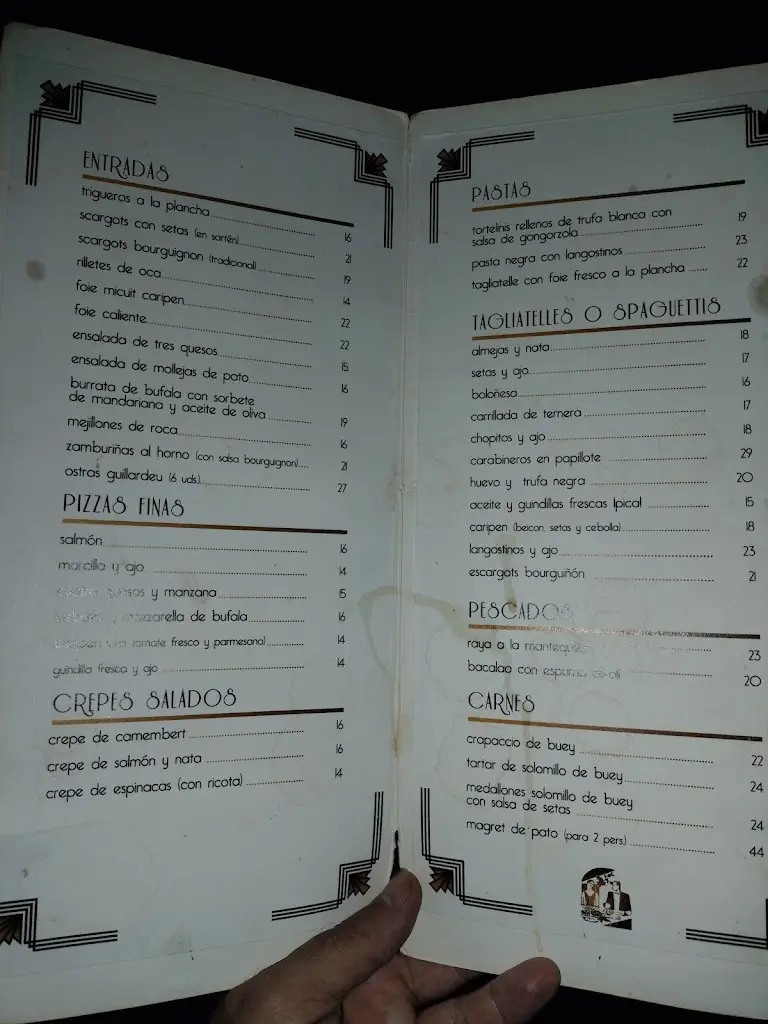 ENTRADAS
trigueros a la plancha 16
scargots con setas (en sartén) 21
scargots bourguignon (tradicional) 19
rilletes de oca 14
foie micuit caripen 22
foie caliente 22
ensalada de tres quesos 15
ensalada de mollejas de pato 16
burrata de bufala con sorbete
de mandariana y aceite de oliva 19
mejillones de roca 16
zamburiñas al horno (con salsa bourguignon) 21
ostras guillardeu (6 uds.) 27
PIZZAS FINAS
salmón 16
morcilla y ajo 14
quesos y manzana 15
y mozzarella de bufala 16
tomate fresco y parmesano) 14
guindilla fresca y ajo 14
CREPES SALADOS
crepe de camembert 16
crepe de salmón y nata 16
crepe de espinacas (con ricota) 14
PASTAS
tortelinis rellenos de trufa blanca con
salsa de gongorzola 19
pasta negra con langostinos 23
tagliatelle con foie fresco a la plancha 22
TAGLIATELLES O SPAGUETTIS
almejas y nata 18
setas y ajo 17
boloñesa 16
carrillada de ternera 17
chopitos y ajo 18
carabineros en papillote 29
huevo y trufa negra 20
aceite y guindillas frescas (pica) 15
caripen (beicon, setas y cebolla) 18
langostinos y ajo 23
escargots bourguiñón 21
PESCADOS
raya a la mantequilla 23
bacalao con espuma 20
CARNES
crapaccio de buey 22
tartar de solomillo de buey 24
medallones solomillo de buey
con salsa de setas 24
magret de pato (para 2 pers.) 44